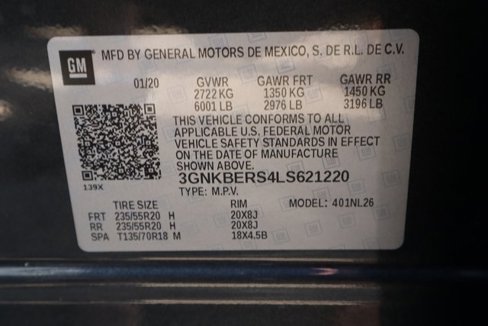 GM MFD BY GENERAL MOTORS DE MEXICO, S. DE R.L. DE C.V.
01/20 GVWR GAWR FRT GAWR RR
2722 KG 1350 KG 1450 KG
6001 LB 2976 LB 3196 LB
THIS VEHICLE CONFORMS TO ALL
APPLICABLE U.S. FEDERAL MOTOR
VEHICLE SAFETY STANDARDS IN EFFECT
ON THE DATE OF MANUFACTURE
SHOWN ABOVE.
3GNKBERS4LS621220
139X TYPE: M.P.V.
TIRE SIZE RIM MODEL: 401NL26
FRT 235/55R20 H 20X8J
RR 235/55R20 H 20X8J
SPA T135/70R18 M 18X4.5B